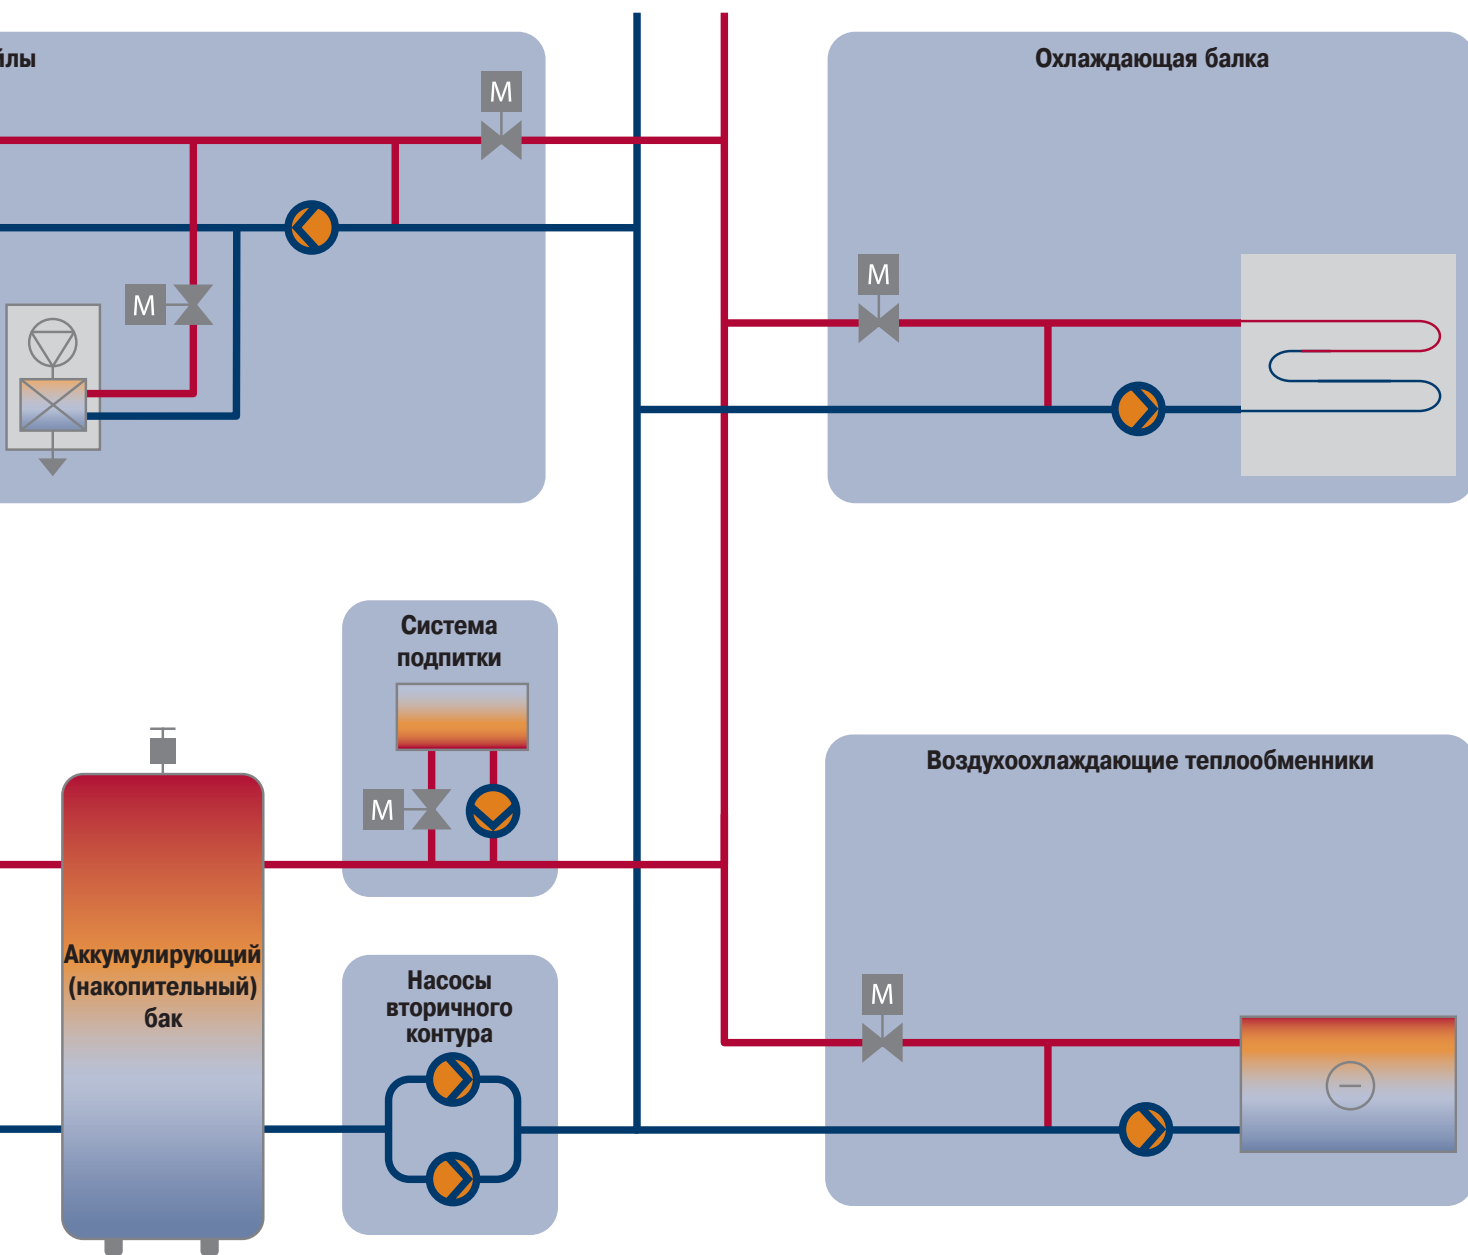 йлы
Охлаждающая балка
M
M
M
Система
подпитки
M
Воздухоохлаждающие теплообменники
Аккумулирующий
(накопительный)
бак
Насосы
вторичного
контура
M